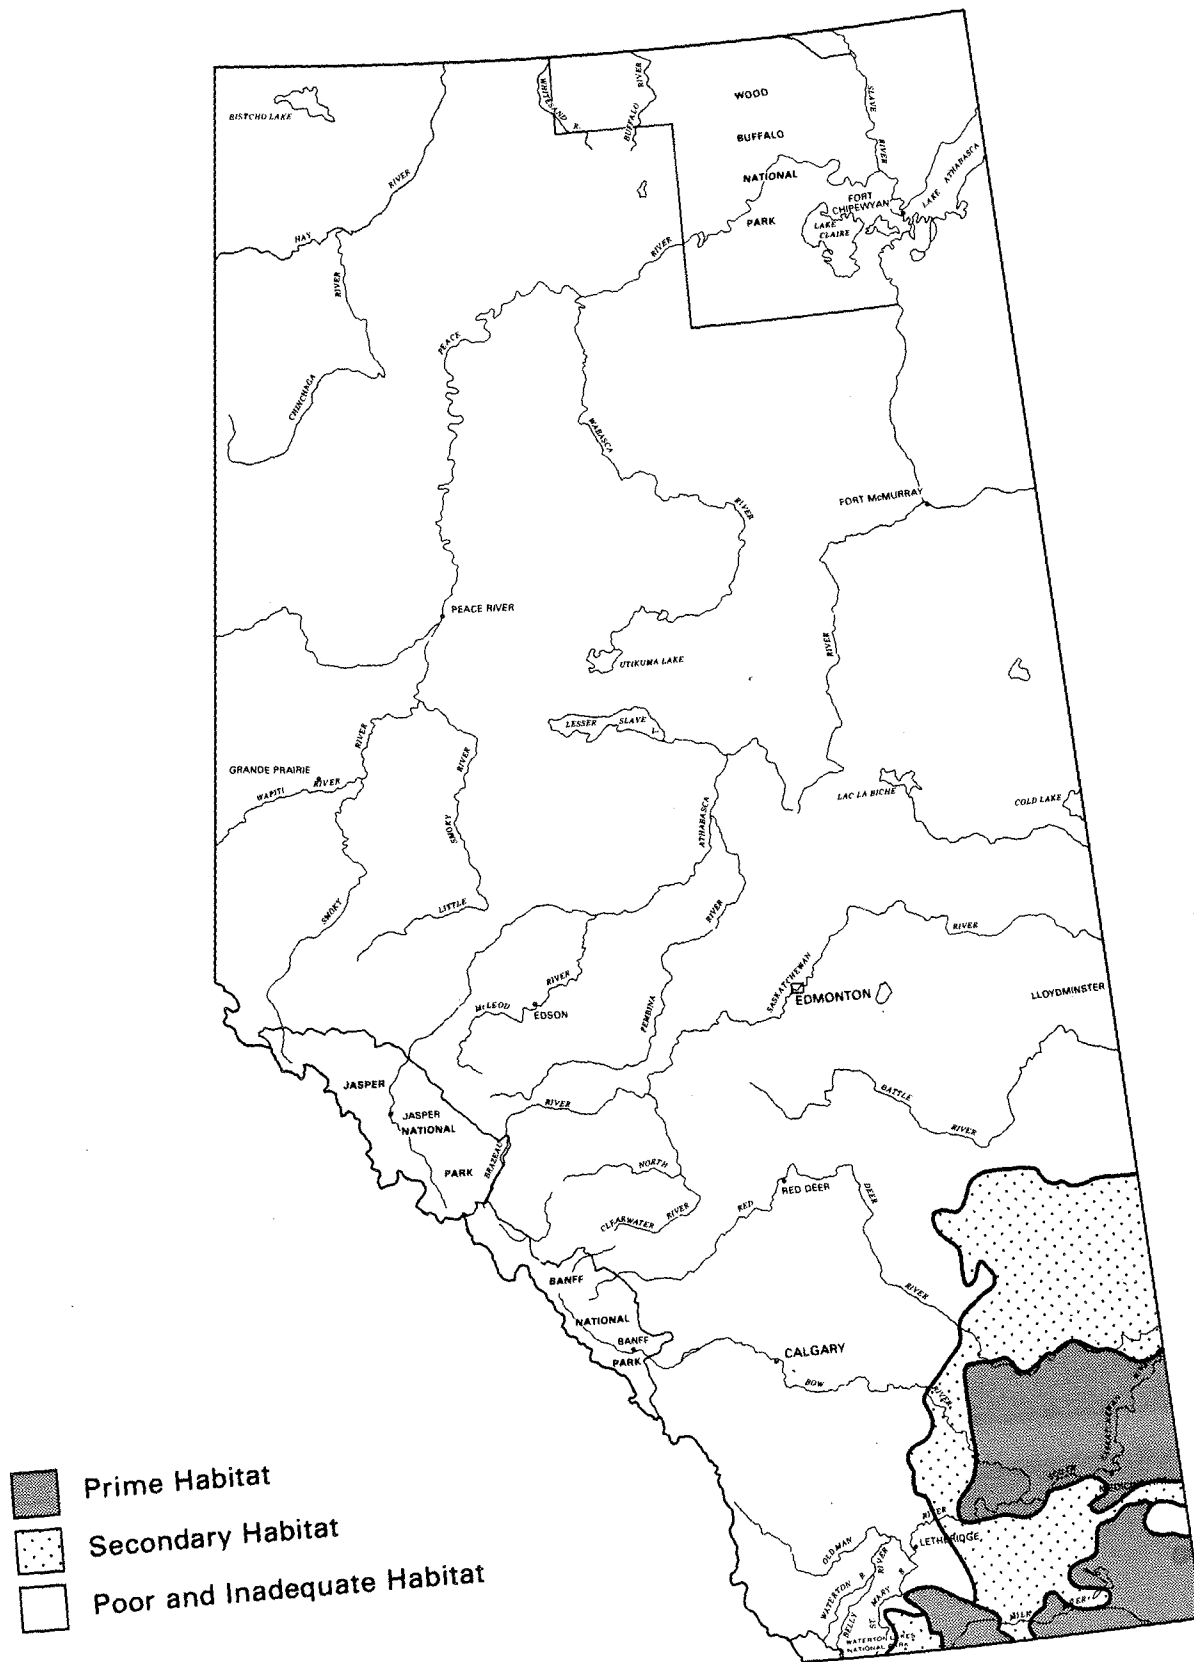 BISTCHO LAKE
HAY
RIVER
RIVER
CHINCHAGA
WHITESAND R.
BUFFALO
RIVER
WOOD
BUFFALO
NATIONAL
PARK
SLAVE
RIVER
LAKE ATHABASCA
FORT
CHIPEWYAN
LAKE
CLAIRE
RIVER
PEACE
WABASCA
RIVER
FORT McMURRAY
PEACE RIVER
UTIKUMA LAKE
RIVER
LESSER SLAVE L.
RIVER
RIVER
GRANDE PRAIRIE
WAPITI
RIVER
SMOKY
SMOKY
LITTLE
ATHABASCA
LAC LA BICHE
COLD LAKE
RIVER
RIVER
SASKATCHEWAN
EDMONTON
LLOYDMINSTER
McLEOD
RIVER
EDSON
PEMBINA
JASPER
JASPER
NATIONAL
PARK
BRAZEAU
RIVER
BATTLE
RIVER
NORTH
CLEARWATER
RIVER
RED
RED DEER
DEER
RIVER
BANFF
NATIONAL
BANFF
PARK
CALGARY
BOW
RIVER
OLDMAN
RIVER
LETHBRIDGE
WATERTON R.
BELLY
RIVER
ST MARY R.
WATERTON LAKES
NATIONAL PARK
MILK
Prime Habitat
Secondary Habitat
Poor and Inadequate Habitat